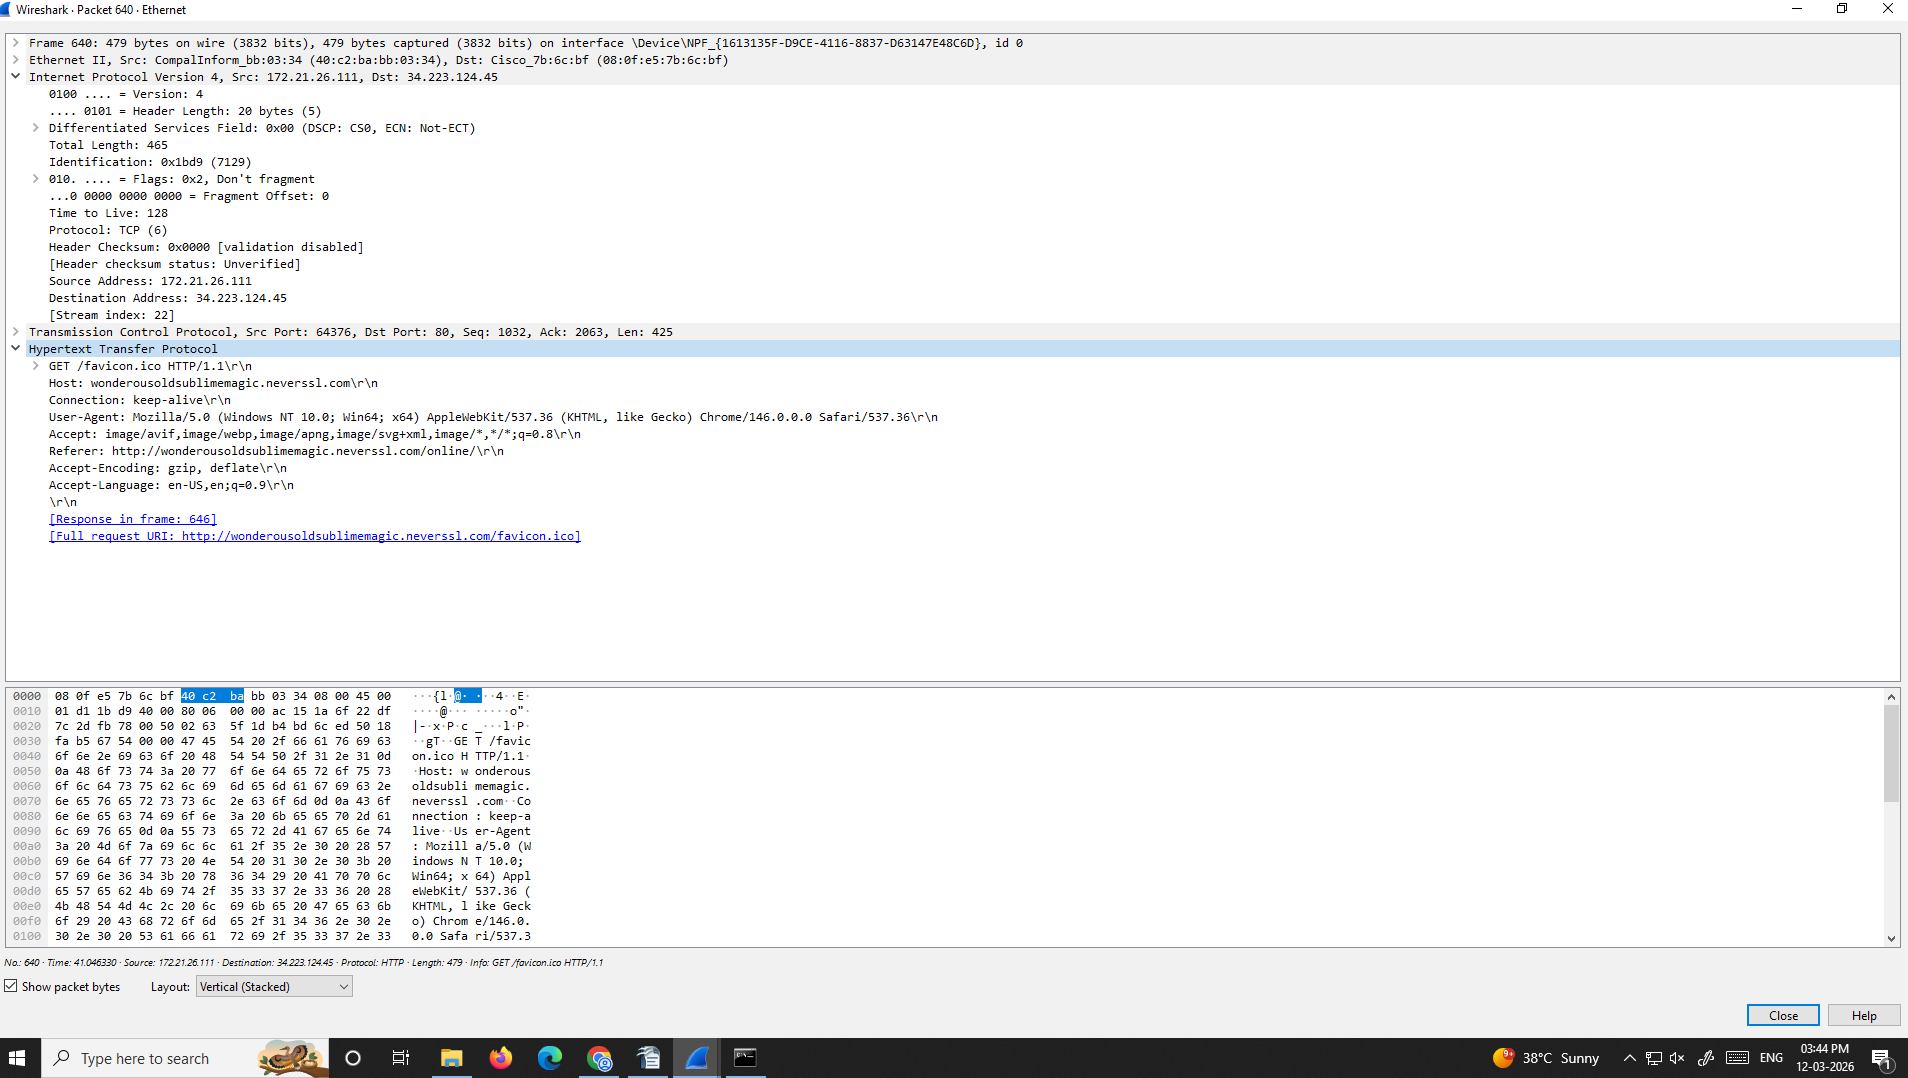 Wireshark · Packet 640 · Ethernet
Frame 640: 479 bytes on wire (3832 bits), 479 bytes captured (3832 bits) on interface \Device\NPF_{1613135F-D9CE-4116-8837-D63147E48C6D}, id 0
Ethernet II, Src: CompalInform_bb:03:34 (40:c2:ba:bb:03:34), Dst: Cisco_7b:6c:bf (08:0f:e5:7b:6c:bf)
Internet Protocol Version 4, Src: 172.21.26.111, Dst: 34.223.124.45
0100 .... = Version: 4
.... 0101 = Header Length: 20 bytes (5)
Differentiated Services Field: 0x00 (DSCP: CS0, ECN: Not-ECT)
Total Length: 465
Identification: 0x1bd9 (7129)
010. .... = Flags: 0x2, Don't fragment
...0 0000 0000 0000 = Fragment Offset: 0
Time to Live: 128
Protocol: TCP (6)
Header Checksum: 0x0000 [validation disabled]
[Header checksum status: Unverified]
Source Address: 172.21.26.111
Destination Address: 34.223.124.45
[Stream index: 22]
Transmission Control Protocol, Src Port: 64376, Dst Port: 80, Seq: 1032, Ack: 2063, Len: 425
Hypertext Transfer Protocol
GET /favicon.ico HTTP/1.1\r\n
Host: wonderousoldsublimemagic.neverssl.com\r\n
Connection: keep-alive\r\n
User-Agent: Mozilla/5.0 (Windows NT 10.0; Win64; x64) AppleWebKit/537.36 (KHTML, like Gecko) Chrome/146.0.0.0 Safari/537.36\r\n
Accept: image/avif,image/webp,image/apng,image/svg+xml,image/*,*/*;q=0.8\r\n
Referer: http://wonderousoldsublimemagic.neverssl.com/online/\r\n
Accept-Encoding: gzip, deflate\r\n
Accept-Language: en-US,en;q=0.9\r\n
\r\n
[Response in frame: 646]
[Full request URI: http://wonderousoldsublimemagic.neverssl.com/favicon.ico]
0000 08 0f e5 7b 6c bf 40 c2 ba bb 03 34 08 00 45 00 ···{l·@· ···4··E·
0010 01 d1 1b d9 40 00 80 06 00 00 ac 15 1a 6f 22 df ····@··· ·····o"·
0020 7c 2d fb 78 00 50 02 63 5f 1d b4 bd 6c ed 50 18 |-·x·P·c _···l·P·
0030 fa b5 67 54 00 00 47 45 54 20 2f 66 61 76 69 63 ··gT··GE T /favic
0040 6f 6e 2e 69 63 6f 20 48 54 54 50 2f 31 2e 31 0d on.ico H TTP/1.1·
0050 0a 48 6f 73 74 3a 20 77 6f 6e 64 65 72 6f 75 73 ·Host: w onderous
0060 6f 6c 64 73 75 62 6c 69 6d 65 6d 61 67 69 63 2e oldsubli memagic.
0070 6e 65 76 65 72 73 73 6c 2e 63 6f 6d 0d 0a 43 6f neverssl .com··Co
0080 6e 6e 65 63 74 69 6f 6e 3a 20 6b 65 65 70 2d 61 nnection : keep-a
0090 6c 69 76 65 0d 0a 55 73 65 72 2d 41 67 65 6e 74 live··Us er-Agent
00a0 3a 20 4d 6f 7a 69 6c 6c 61 2f 35 2e 30 20 28 57 : Mozill a/5.0 (W
00b0 69 6e 64 6f 77 73 20 4e 54 20 31 30 2e 30 3b 20 indows N T 10.0;
00c0 57 69 6e 36 34 3b 20 78 36 34 29 20 41 70 70 6c Win64; x 64) Appl
00d0 65 57 65 62 4b 69 74 2f 35 33 37 2e 33 36 20 28 eWebKit/ 537.36 (
00e0 4b 48 54 4d 4c 2c 20 6c 69 6b 65 20 47 65 63 6b KHTML, l ike Geck
00f0 6f 29 20 43 68 72 6f 6d 65 2f 31 34 36 2e 30 2e o) Chrom e/146.0.
0100 30 2e 30 20 53 61 66 61 72 69 2f 35 33 37 2e 33 0.0 Safa ri/537.3
No.: 640 · Time: 41.046330 · Source: 172.21.26.111 · Destination: 34.223.124.45 · Protocol: HTTP · Length: 479 · Info: GET /favicon.ico HTTP/1.1
Show packet bytes Layout: Vertical (Stacked)
Close Help
Type here to search 9+ 38°C Sunny ENG 03:44 PM
12-03-2026 1